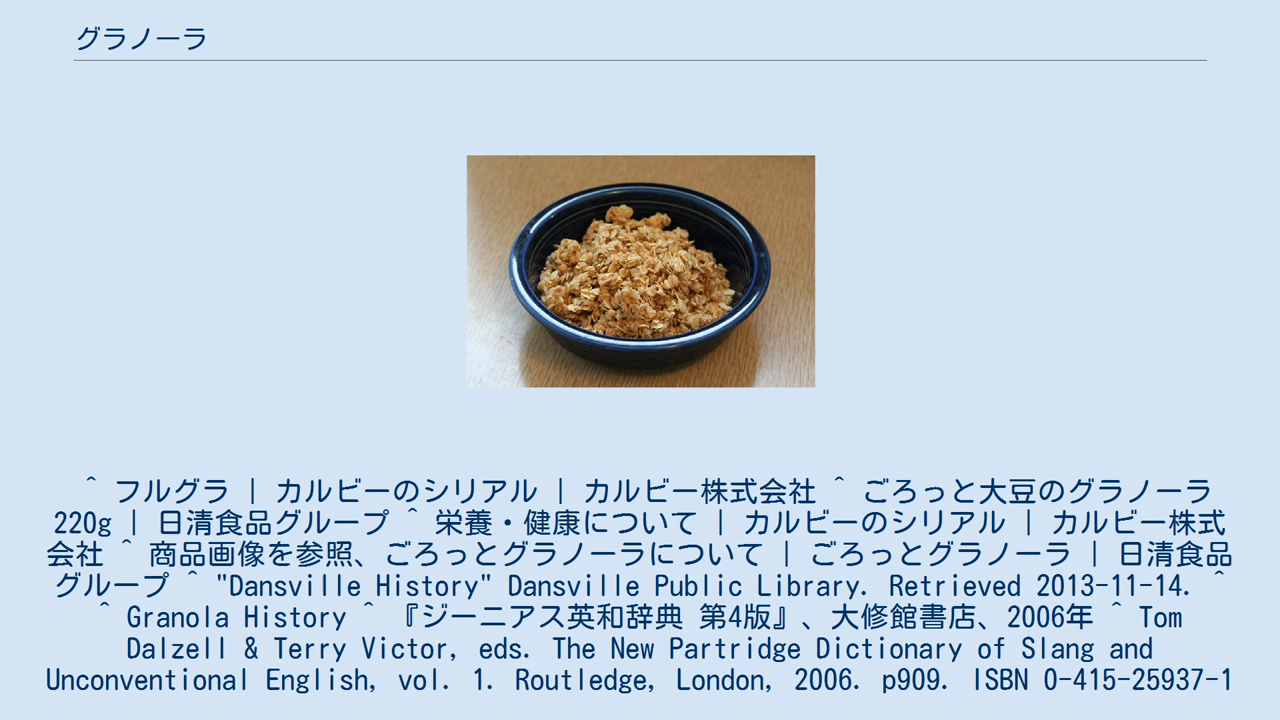 グラノーラ
^ フルグラ | カルビーのシリアル | カルビー株式会社 ^ ごろっと大豆のグラノーラ
220g | 日清食品グループ ^ 栄養・健康について | カルビーのシリアル | カルビー株式
会社 ^ 商品画像を参照、ごろっとグラノーラについて | ごろっとグラノーラ | 日清食品
グループ ^ "Dansville History" Dansville Public Library. Retrieved 2013-11-14. ^
^ Granola History ^ 『ジーニアス英和辞典 第4版』、大修館書店、2006年 ^ Tom
Dalzell & Terry Victor, eds. The New Partridge Dictionary of Slang and
Unconventional English, vol. 1. Routledge, London, 2006. p909. ISBN 0-415-25937-1